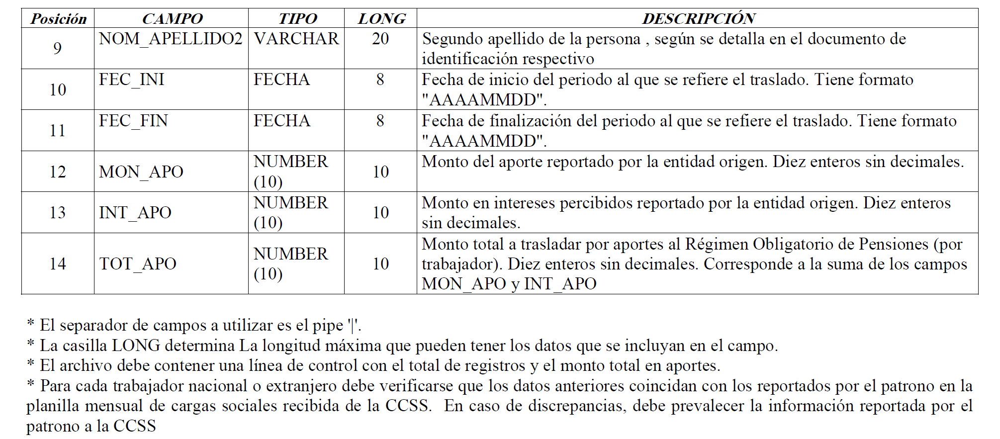 Posición CAMPO TIPO LONG DESCRIPCIÓN
9 NOM_APELLIDO2 VARCHAR 20 Segundo apellido de la persona , según se detalla en el documento de
identificación respectivo
10 FEC_INI FECHA 8 Fecha de inicio del periodo al que se refiere el traslado. Tiene formato
"AAAAMMDD".
11 FEC_FIN FECHA 8 Fecha de finalización del periodo al que se refiere el traslado. Tiene formato
"AAAAMMDD".
12 MON_APO NUMBER
(10) 10 Monto del aporte reportado por la entidad origen. Diez enteros sin decimales.
13 INT_APO NUMBER
(10) 10 Monto en intereses percibidos reportado por la entidad origen. Diez enteros
sin decimales.
14 TOT_APO NUMBER
(10) 10 Monto total a trasladar por aportes al Régimen Obligatorio de Pensiones (por
trabajador). Diez enteros sin decimales. Corresponde a la suma de los campos
MON_APO y INT_APO
* El separador de campos a utilizar es el pipe '|'.
* La casilla LONG determina La longitud máxima que pueden tener los datos que se incluyan en el campo.
* El archivo debe contener una línea de control con el total de registros y el monto total en aportes.
* Para cada trabajador nacional o extranjero debe verificarse que los datos anteriores coincidan con los reportados por el patrono en la
planilla mensual de cargas sociales recibida de la CCSS. En caso de discrepancias, debe prevalecer la información reportada por el
patrono a la CCSS